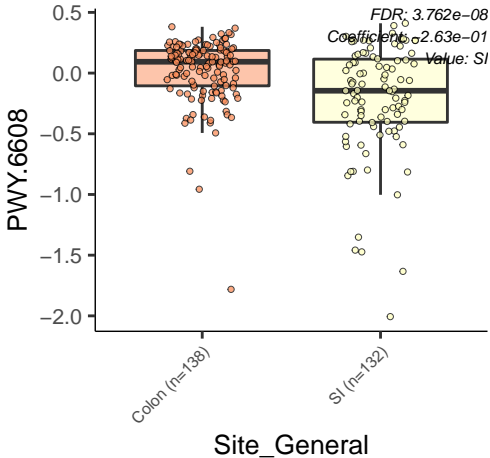 FDR: 3.762e−08
Coefficient: −2.63e−01
Value: SI
0.5
0.0
−0.5
−1.0
−1.5
−2.0
PWY.6608
Colon (n=138)
SI (n=132)
Site_General